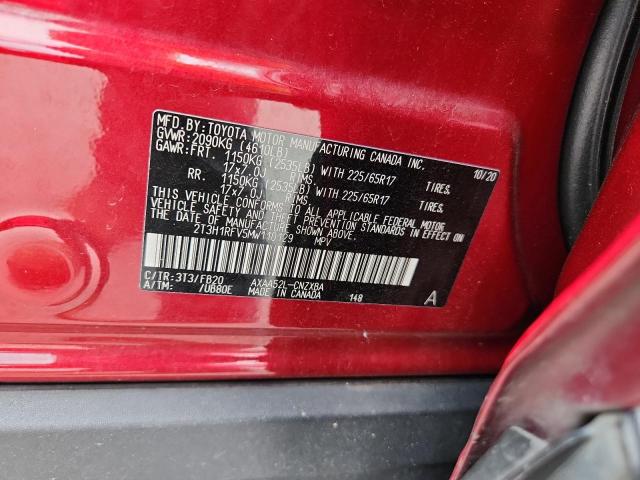 MFD.BY: TOYOTA MOTOR MANUFACTURING CANADA INC.
GVWR: 2090KG (4610LB) 10/20
GAWR: FRT. 1150KG (2535LB) WITH 225/65R17 TIRES,
17x7.0J RIMS,
RR. 1150KG (2535LB) WITH 225/65R17 TIRES,
17x7.0J RIMS,
THIS VEHICLE CONFORMS TO ALL APPLICABLE FEDERAL MOTOR
VEHICLE SAFETY AND THEFT PREVENTION STANDARDS IN EFFECT ON THE DATE OF
MANUFACTURE SHOWN ABOVE.
MPV
C/TR: 3T3/FB20 AXAA52L-CNZXBA
A/TM: /UB80E MADE IN CANADA 148 A